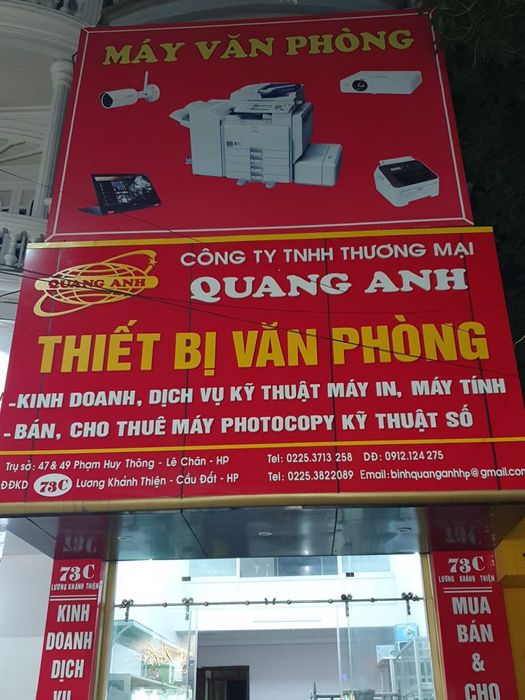 MÁY VĂN PHÒNG
QUANG ANH
CÔNG TY TNHH THƯƠNG MẠI
QUANG ANH
THIẾT BỊ VĂN PHÒNG
-KINH DOANH, DỊCH VỤ KỸ THUẬT MÁY IN, MÁY TÍNH
-BÁN, CHO THUÊ MÁY PHOTOCOPY KỸ THUẬT SỐ
Trụ sở: 47 & 49 Phạm Huy Thông - Lê Chân - HP
Tel: 0225.3713 258 DĐ: 0912.124 275
ĐĐKD 73C Lương Khánh Thiện - Cầu Đất - HP
Tel: 0225.3822089 Email: binhquanganhhp@gmail.com
73C
LƯƠNG KHÁNH THIỆN
KINH
DOANH
DỊCH
VỤ
73C
LƯƠNG KHÁNH THIỆN
MUA
BÁN
&
CHO